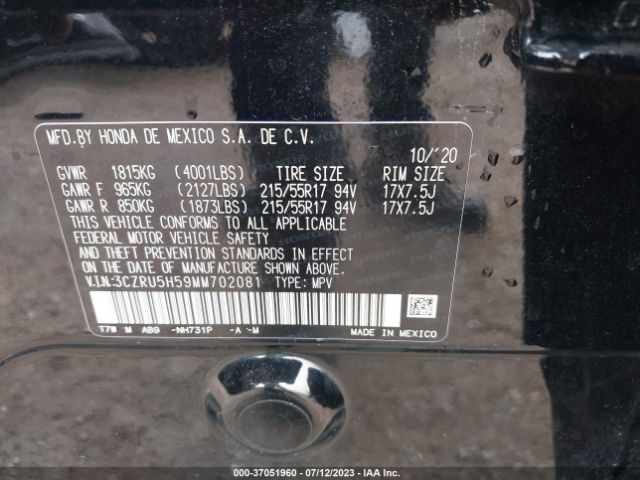 MFD.BY HONDA DE MEXICO S.A. DE C.V.
10/'20
GVWR 1815KG (4001LBS) TIRE SIZE RIM SIZE
GAWR F 965KG (2127LBS) 215/55R17 94V 17X7.5J
GAWR R 850KG (1873LBS) 215/55R17 94V 17X7.5J
THIS VEHICLE CONFORMS TO ALL APPLICABLE
FEDERAL MOTOR VEHICLE SAFETY
AND THEFT PREVENTION STANDARDS IN EFFECT
ON THE DATE OF MANUFACTURE SHOWN ABOVE.
V.I.N:3CZRU5H59MM702081 TYPE: MPV
T7W M AB9 -NH731P -A -M
MADE IN MEXICO
000-37051960 - 07/12/2023 - IAA Inc.